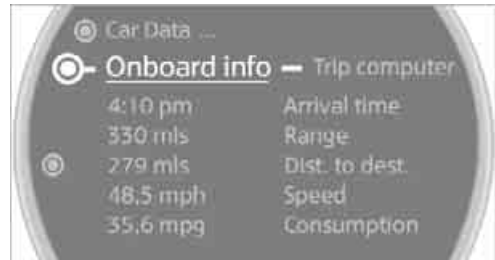 Car Data ...
Onboard info – Trip computer
4:10 pm Arrival time
330 mls Range
279 mls Dist. to dest.
48.5 mph Speed
35.6 mpg Consumption